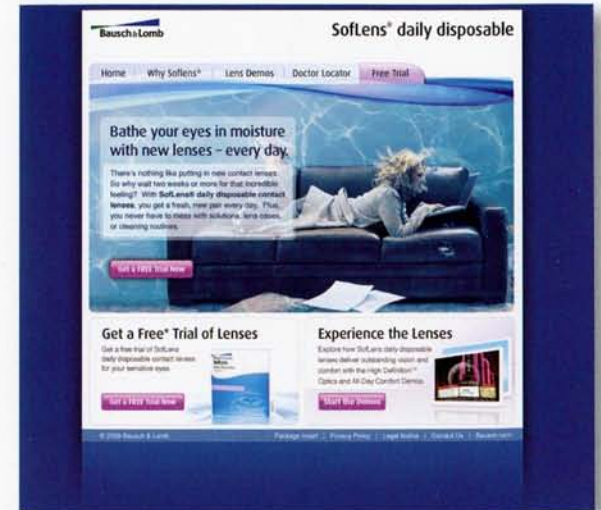 Bausch & Lomb
SofLens® daily disposable
Home Why Soflens® Lens Demos Doctor Locator Free Trial
Bathe your eyes in moisture
with new lenses – every day.
There's nothing like putting in new contact lenses.
So why wait two weeks or more for that incredible
feeling? With SofLens® daily disposable contact
lenses, you get a fresh, new pair every day. Plus,
you never have to mess with solutions, lens cases,
or cleaning routines.
Get a FREE Trial Now
Get a Free* Trial of Lenses
Get a free trial of SofLens
daily disposable contact lenses
for your sensitive eyes.
Get a FREE Trial Now
Experience the Lenses
Explore how SofLens daily disposable
lenses deliver outstanding vision and
comfort with the High Definition™
Optics and All-Day Comfort Demos.
Start the Demos
Bausch & Lomb
Package Insert | Privacy Policy | Legal Notice | Contact Us | Bausch.com